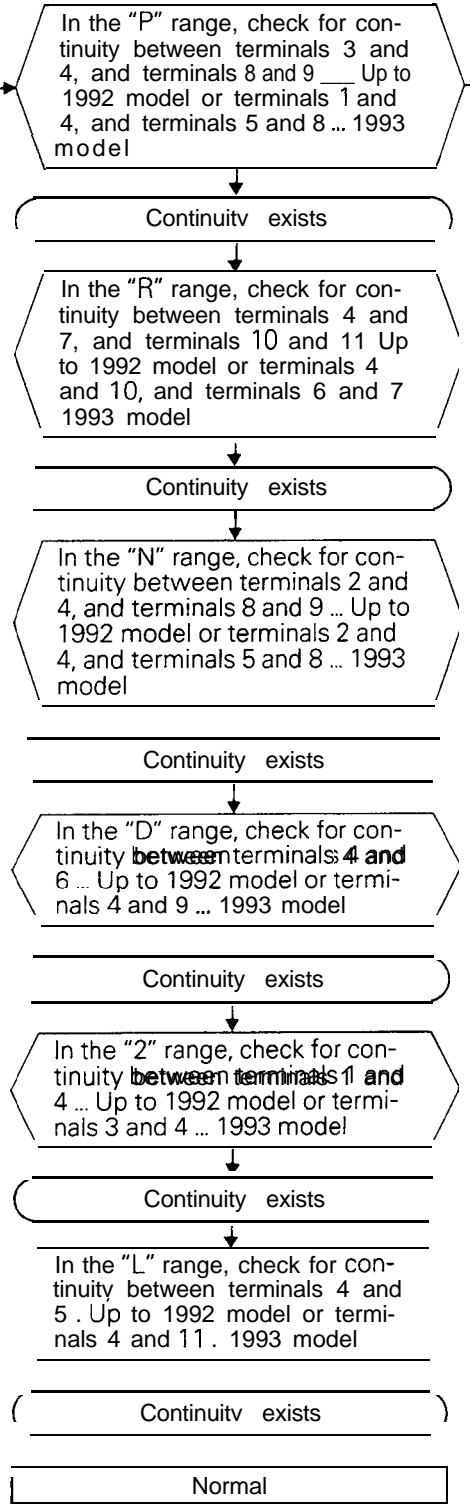 In the "P" range, check for con-
tinuity between terminals 3 and
4, and terminals 8 and 9 ___ Up to
1992 model or terminals 1 and
4, and terminals 5 and 8 ... 1993
model
Continuitv exists
In the "R" range, check for con-
tinuity between terminals 4 and
7, and terminals 10 and 11 Up
to 1992 model or terminals 4
and 10, and terminals 6 and 7
1993 model
Continuity exists
In the "N" range, check for con-
tinuity between terminals 2 and
4, and terminals 8 and 9 ... Up to
1992 model or terminals 2 and
4, and terminals 5 and 8 ... 1993
model
Continuity exists
In the "D" range, check for con-
tinuity between terminals 4 and
6 ... Up to 1992 model or termi-
nals 4 and 9 ... 1993 model
Continuity exists
In the "2" range, check for con-
tinuity between terminals 1 and
4 ... Up to 1992 model or termi-
nals 3 and 4 ... 1993 model
Continuity exists
In the "L" range, check for con-
tinuity between terminals 4 and
5 . Up to 1992 model or termi-
nals 4 and 11 . 1993 model
Continuitv exists
Normal